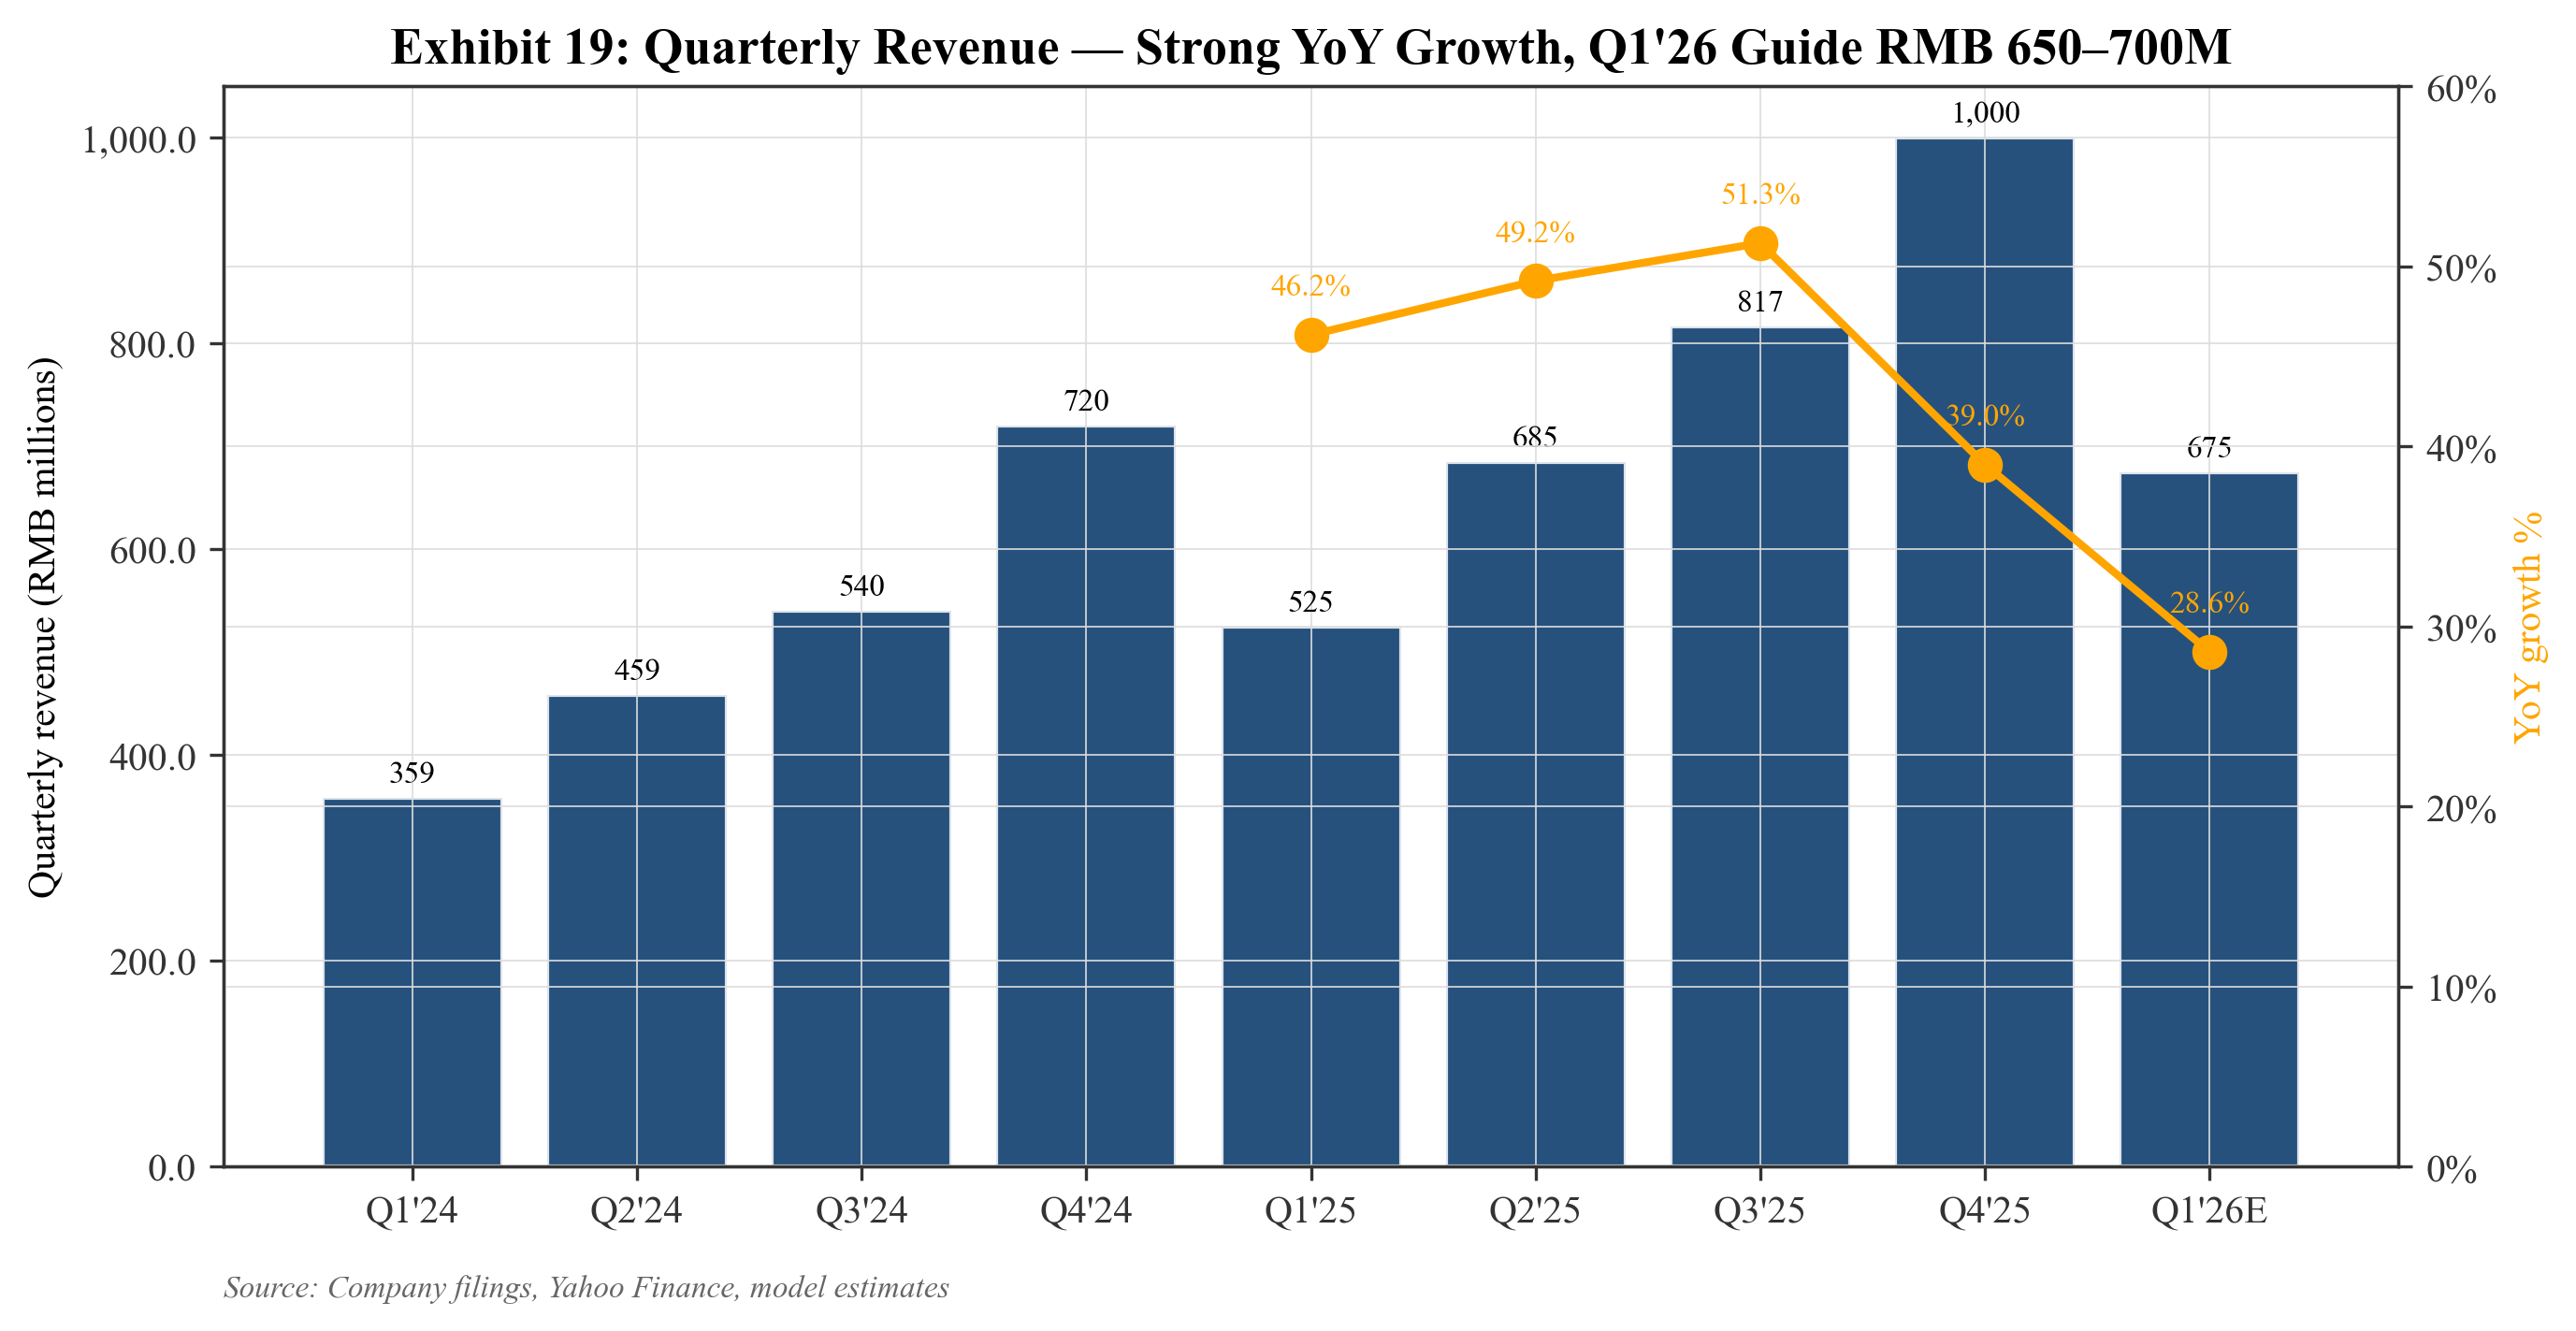 Exhibit 19: Quarterly Revenue — Strong YoY Growth, Q1'26 Guide RMB 650–700M
Quarterly revenue (RMB millions)
1,000.0
800.0
600.0
400.0
200.0
0.0
60%
50%
40%
30%
20%
10%
0%
YoY growth %
359
459
540
720
525
685
817
1,000
675
46.2%
49.2%
51.3%
39.0%
28.6%
Q1'24
Q2'24
Q3'24
Q4'24
Q1'25
Q2'25
Q3'25
Q4'25
Q1'26E
Source: Company filings, Yahoo Finance, model estimates